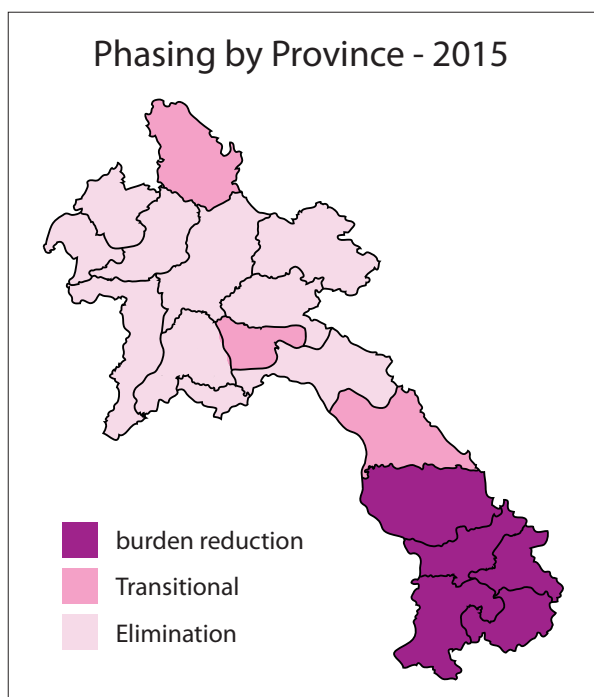 Phasing by Province - 2015
burden reduction
Transitional
Elimination